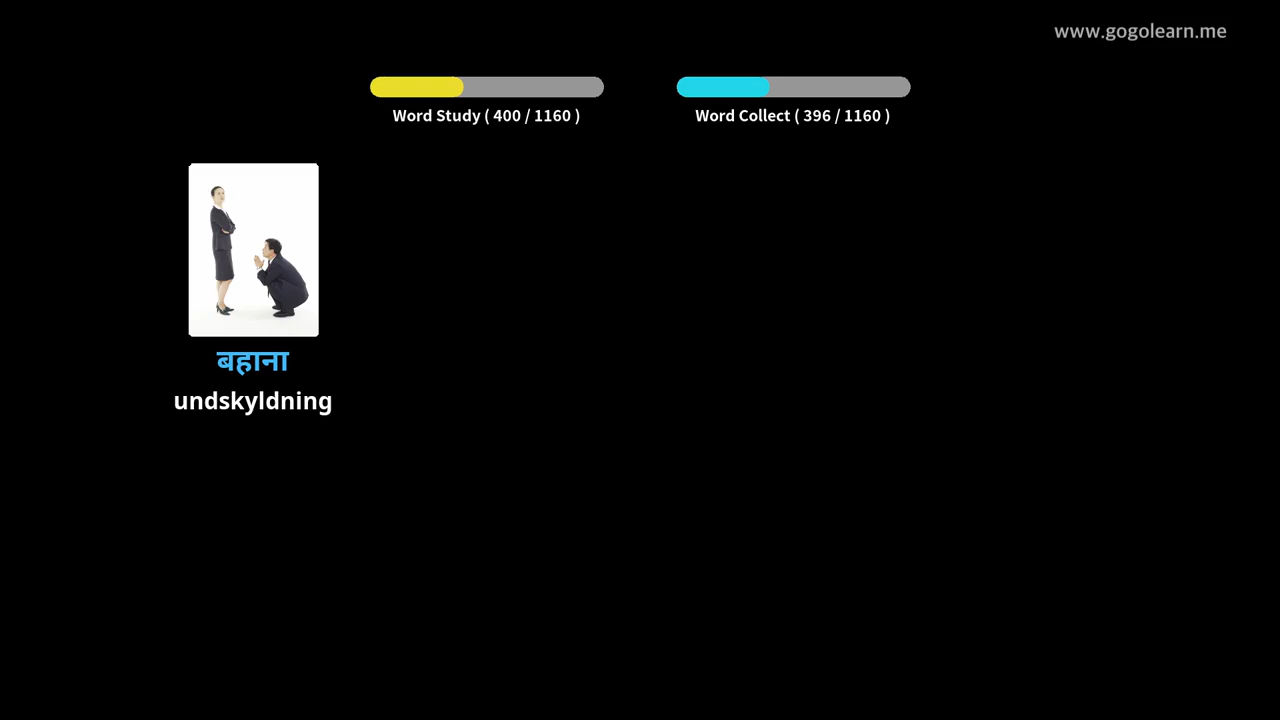 www.gogolearn.me
Word Study ( 400 / 1160 )
Word Collect ( 396 / 1160 )
बहाना
undskyldning